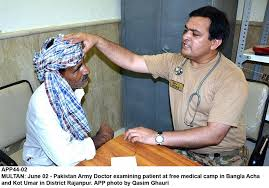 APP44-02
MULTAN: June 02 - Pakistani Army Doctor examining patient at free medical camp in Bangla Acha
and Kot Umar in District Rajanpur. APP photo by Qasim Ghauri